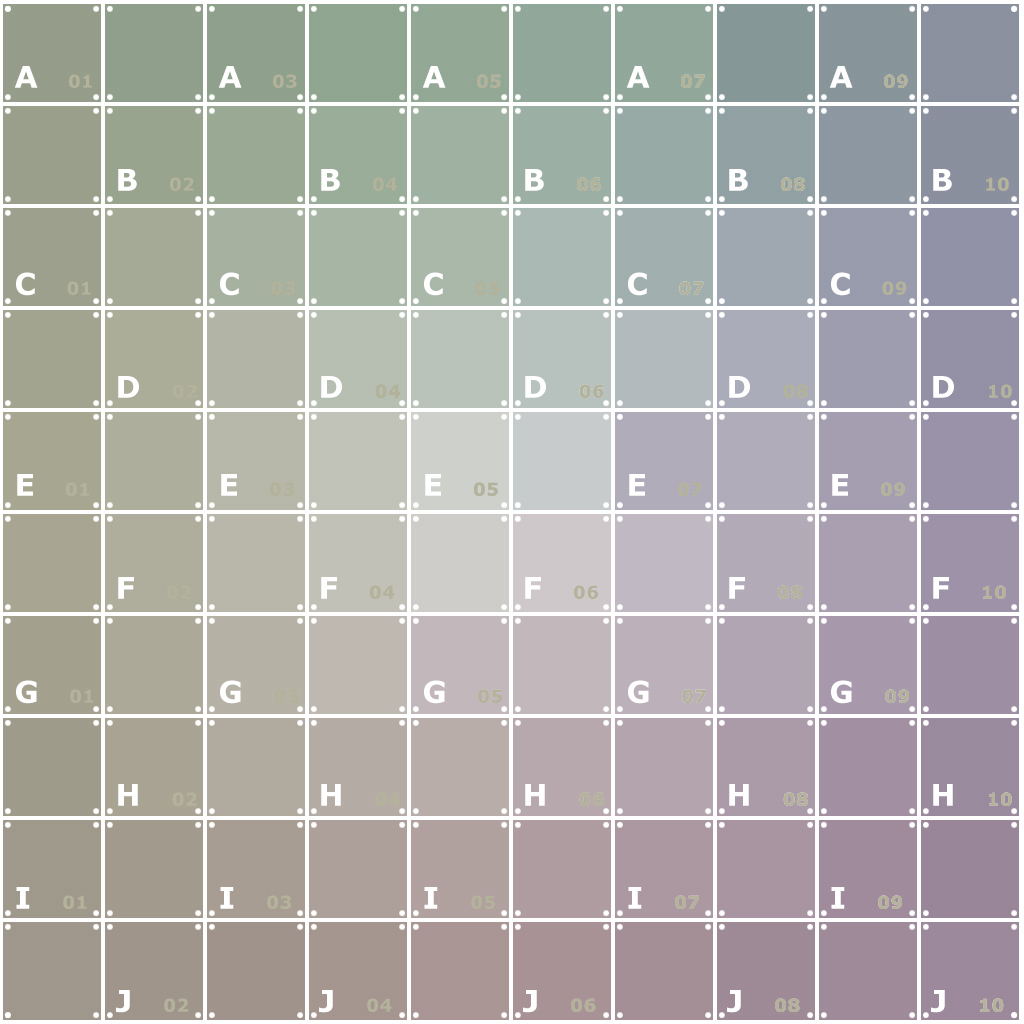 A 01 A 03 A 05 A 07 A 09
B 02 B 04 B 06 B 08 B 10
C 01 C 03 C 05 C 07 C 09
D 02 D 04 D 06 D 08 D 10
E 01 E 03 E 05 E 07 E 09
F 02 F 04 F 06 F 08 F 10
G 01 G 03 G 05 G 07 G 09
H 02 H 04 H 06 H 08 H 10
I 01 I 03 I 05 I 07 I 09
J 02 J 04 J 06 J 08 J 10